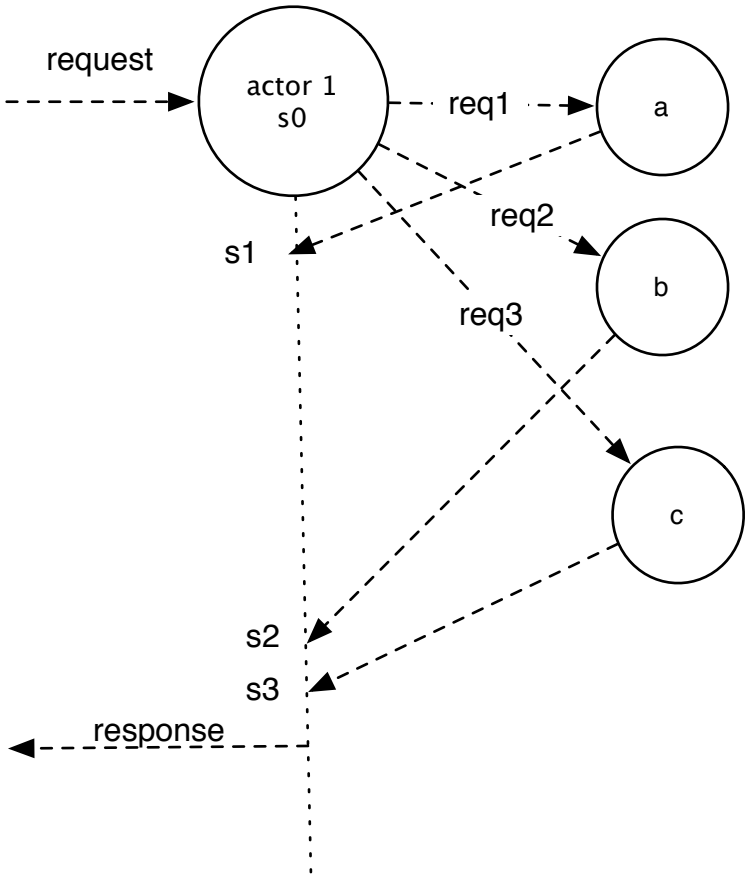 request
actor 1
s0
req1
a
req2
s1
b
req3
c
s2
s3
response